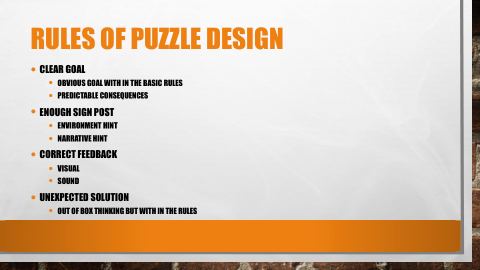 RULES OF PUZZLE DESIGN
CLEAR GOAL
OBVIOUS GOAL WITH IN THE BASIC RULES
PREDICTABLE CONSEQUENCES
ENOUGH SIGN POST
ENVIRONMENT HINT
NARRATIVE HINT
CORRECT FEEDBACK
VISUAL
SOUND
UNEXPECTED SOLUTION
OUT OF BOX THINKING BUT WITH IN THE RULES